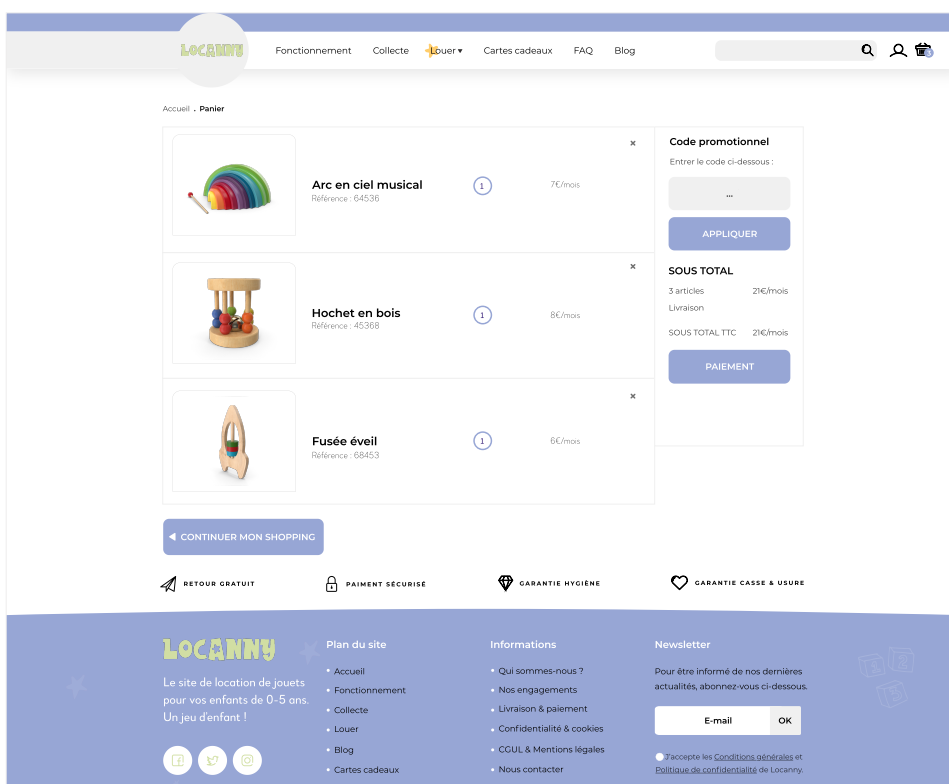 LOCANNY
Fonctionnement
Collecte
Louer ▾
Cartes cadeaux
FAQ
Blog
3
Accueil . Panier
Arc en ciel musical
Référence : 64536
1
7€/mois
×
Hochet en bois
Référence : 45368
1
8€/mois
×
Fusée éveil
Référence : 68453
1
6€/mois
×
Code promotionnel
Entrer le code ci-dessous :
...
APPLIQUER
SOUS TOTAL
3 articles 21€/mois
Livraison
SOUS TOTAL TTC 21€/mois
PAIEMENT
CONTINUER MON SHOPPING
RETOUR GRATUIT
PAIMENT SÉCURISÉ
GARANTIE HYGIÈNE
GARANTIE CASSE & USURE
LOCANNY
Le site de location de jouets
pour vos enfants de 0-5 ans.
Un jeu d'enfant !
Plan du site
• Accueil
• Fonctionnement
• Collecte
• Louer
• Blog
• Cartes cadeaux
Informations
• Qui sommes-nous ?
• Nos engagements
• Livraison & paiement
• Confidentialité & cookies
• CGUL & Mentions légales
• Nous contacter
Newsletter
Pour être informé de nos dernières
actualités, abonnez-vous ci-dessous.
E-mail OK
J'accepte les Conditions générales et
Politique de confidentialité de Locanny.